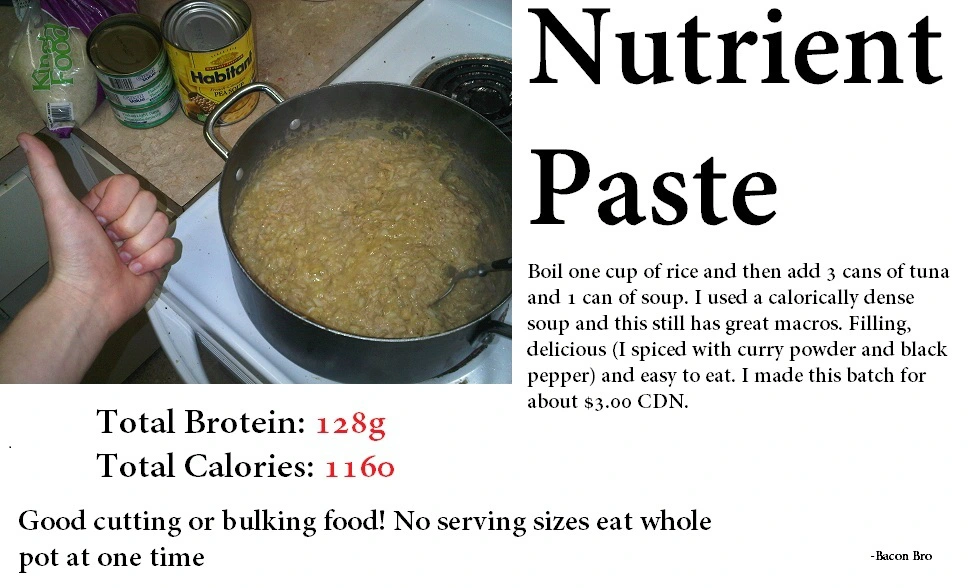 Nutrient
Paste
King's
Food
Habitant
PEA SOUP
Boil one cup of rice and then add 3 cans of tuna
and 1 can of soup. I used a calorically dense
soup and this still has great macros. Filling,
delicious (I spiced with curry powder and black
pepper) and easy to eat. I made this batch for
about $3.00 CDN.
Total Brotein: 128g
Total Calories: 1160
Good cutting or bulking food! No serving sizes eat whole
pot at one time
-Bacon Bro